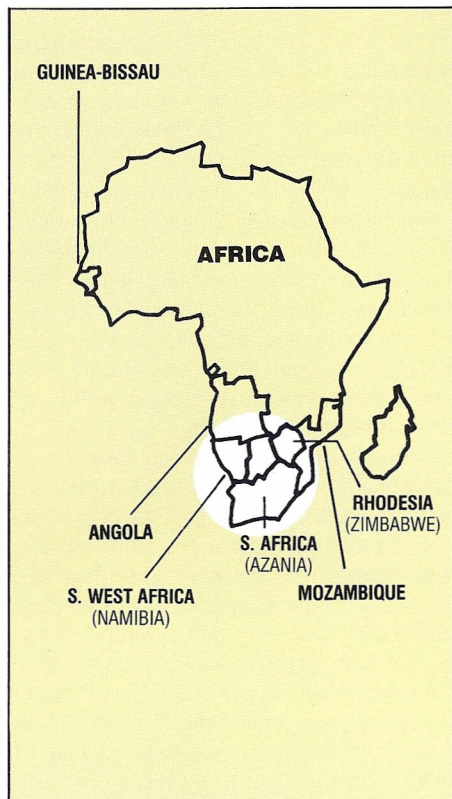 GUINEA-BISSAU
AFRICA
RHODESIA
(ZIMBABWE)
ANGOLA
S. AFRICA
(AZANIA)
MOZAMBIQUE
S. WEST AFRICA
(NAMIBIA)